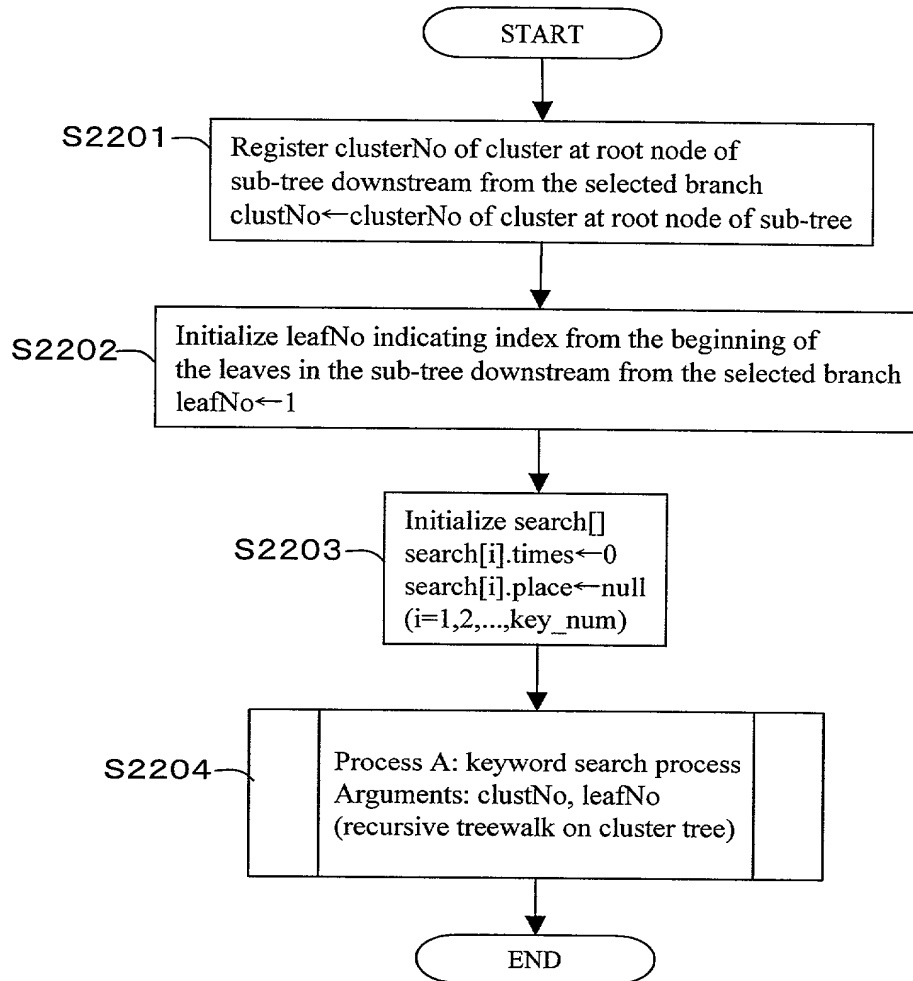 START
S2201
Register clusterNo of cluster at root node of
sub-tree downstream from the selected branch
clustNo←clusterNo of cluster at root node of sub-tree
S2202
Initialize leafNo indicating index from the beginning of
the leaves in the sub-tree downstream from the selected branch
leafNo←1
S2203
Initialize search[]
search[i].times←0
search[i].place←null
(i=1,2,...,key_num)
S2204
Process A: keyword search process
Arguments: clustNo, leafNo
(recursive treewalk on cluster tree)
END